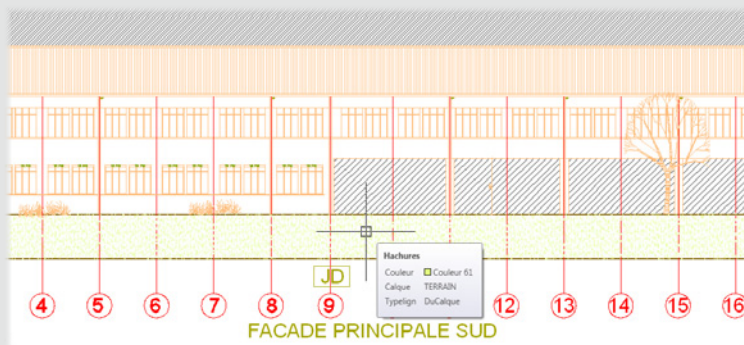 Hachures
Couleur Couleur 61
Calque TERRAIN
Typelign DuCalque
JD
4 5 6 7 8 9 12 13 14 15 16
FACADE PRINCIPALE SUD